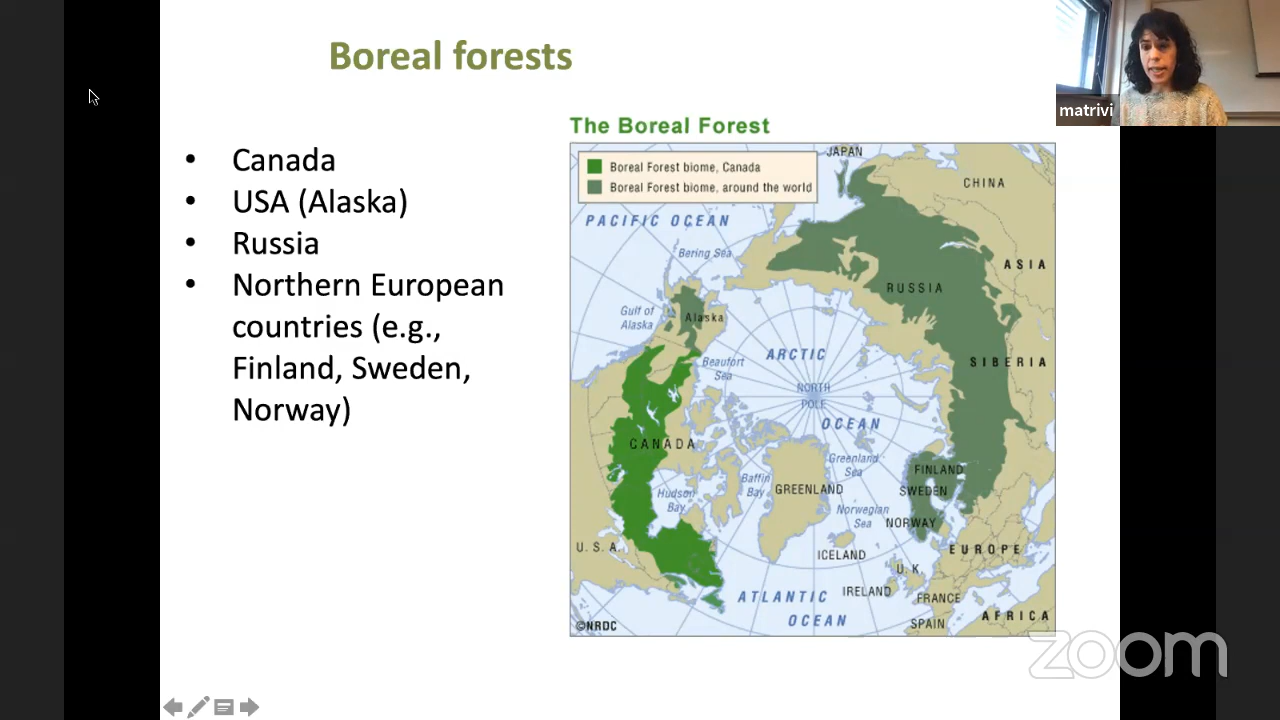 Boreal forests
matrivi
• Canada
• USA (Alaska)
• Russia
• Northern European
countries (e.g.,
Finland, Sweden,
Norway)
The Boreal Forest
Boreal Forest biome, Canada
Boreal Forest biome, around the world
JAPAN
CHINA
PACIFIC OCEAN
Bering Sea
ASIA
RUSSIA
Gulf of
Alaska
Alaska
ARCTIC
Beaufort
Sea
SIBERIA
NORTH
POLE
OCEAN
CANADA
Greenland
Sea
FINLAND
Baffin
Bay
GREENLAND
SWEDEN
Hudson
Bay
Norwegian
Sea
NORWAY
U.S.A.
ICELAND
EUROPE
U.K.
ATLANTIC
OCEAN
IRELAND
FRANCE
SPAIN
AFRICA
©NRDC
zoom